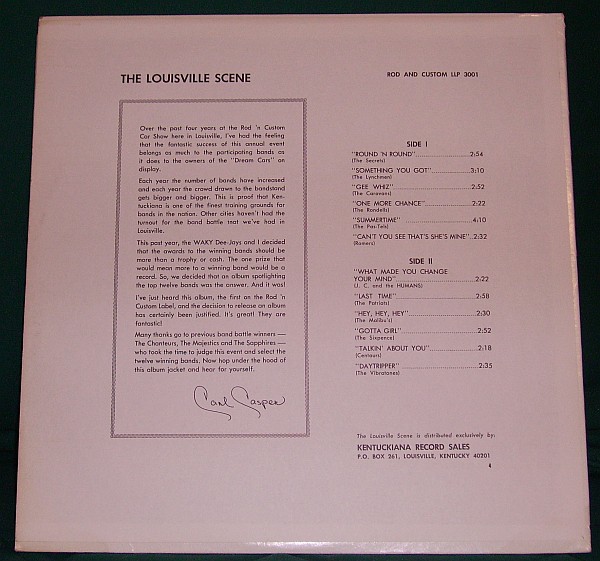 THE LOUISVILLE SCENE
ROD AND CUSTOM LLP 3001
Over the past four years at the Rod 'n Custom
Car Show here in Louisville, I've had the feeling
that the fantastic success of this annual event
belongs as much to the participating bands as
it does to the owners of the "Dream Cars" on
display.
Each year the number of bands have increased
and each year the crowd drawn to the bandstand
gets bigger and bigger. This is proof that Ken-
tuckiana is one of the finest training grounds for
bands in the nation. Other cities haven't had the
turnout for the band battle that we've had in
Louisville.
This past year, the WAKY Dee-Jays and I decided
that the awards to the winning bands should be
more than a trophy or cash. The one prize that
would mean more to a winning band would be a
record. So, we decided that an album spotlighting
the top twelve bands was the answer. And it was!
I've just heard this album, the first on the Rod 'n
Custom Label, and the decision to release an album
has certainly been justified. It's great! They are
fantastic!
Many thanks go to previous band battle winners —
The Chanteurs, The Majestics and The Sapphires —
who took the time to judge this event and select the
twelve winning bands. Now hop under the hood of
this album jacket and hear for yourself.
Carl Casper
SIDE I
"ROUND 'N ROUND"........................2:54
(The Secrets)
"SOMETHING YOU GOT"................3:10
(The Lynchmen)
"GEE WHIZ"................................2:52
(The Caravans)
"ONE MORE CHANCE"..................2:22
(The Rondells)
"SUMMERTIME"............................4:10
(The Pax-Tels)
"CAN'T YOU SEE THAT'S SHE'S MINE"..2:32
(Romers)
SIDE II
"WHAT MADE YOU CHANGE
YOUR MIND"................................2:22
(J. C. and the HUMANS)
"LAST TIME"................................2:58
(The Patriots)
"HEY, HEY, HEY"..........................2:30
(The Malibu's)
"GOTTA GIRL"..............................2:52
(The Sixpence)
"TALKIN' ABOUT YOU"..................2:18
(Centaurs)
"DAYTRIPPER"..............................2:35
(The Vibratones)
The Louisville Scene is distributed exclusively by:
KENTUCKIANA RECORD SALES
P.O. BOX 261, LOUISVILLE, KENTUCKY 40201
4